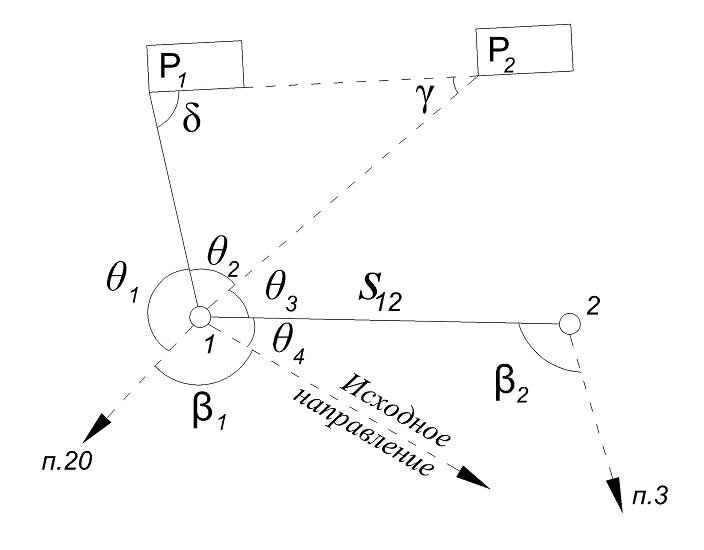 P1
P2
δ
γ
θ1
θ2
θ3
S12
2
1
θ4
β1
β2
Исходное
направление
п.20
п.3